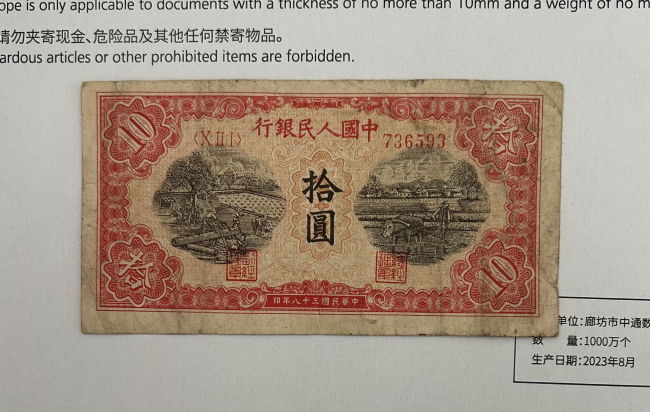 ope is only applicable to documents with a thickness of no more than 10mm and a weight of no m
请勿夹寄现金、危险品及其他任何禁寄物品。
ardous articles or other prohibited items are forbidden.
行銀民人國中
10
拾
(XⅡI)
736593
拾
圓
拾
10
印年八十三國民華中
单位:廊坊市中通数
数 量:1000万个
生产日期:2023年8月